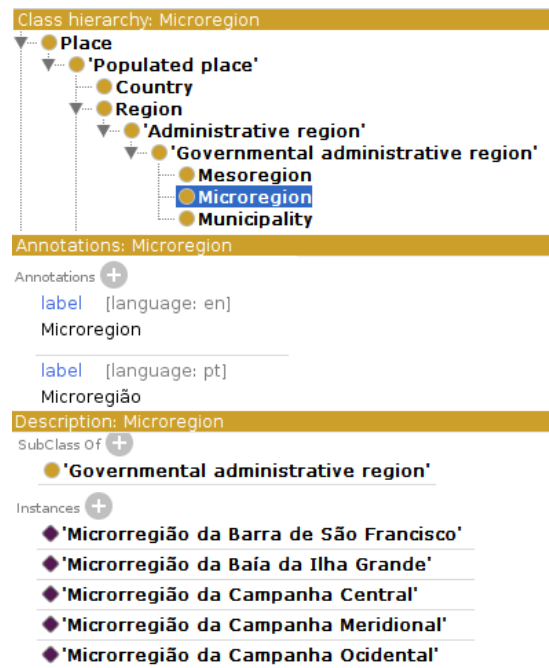 Class hierarchy: Microregion
Place
'Populated place'
Country
Region
'Administrative region'
'Governmental administrative region'
Mesoregion
Microregion
Municipality
Annotations: Microregion
Annotations
label [language: en]
Microregion
label [language: pt]
Microregião
Description: Microregion
SubClass Of
'Governmental administrative region'
Instances
'Microrregião da Barra de São Francisco'
'Microrregião da Baía da Ilha Grande'
'Microrregião da Campanha Central'
'Microrregião da Campanha Meridional'
'Microrregião da Campanha Ocidental'